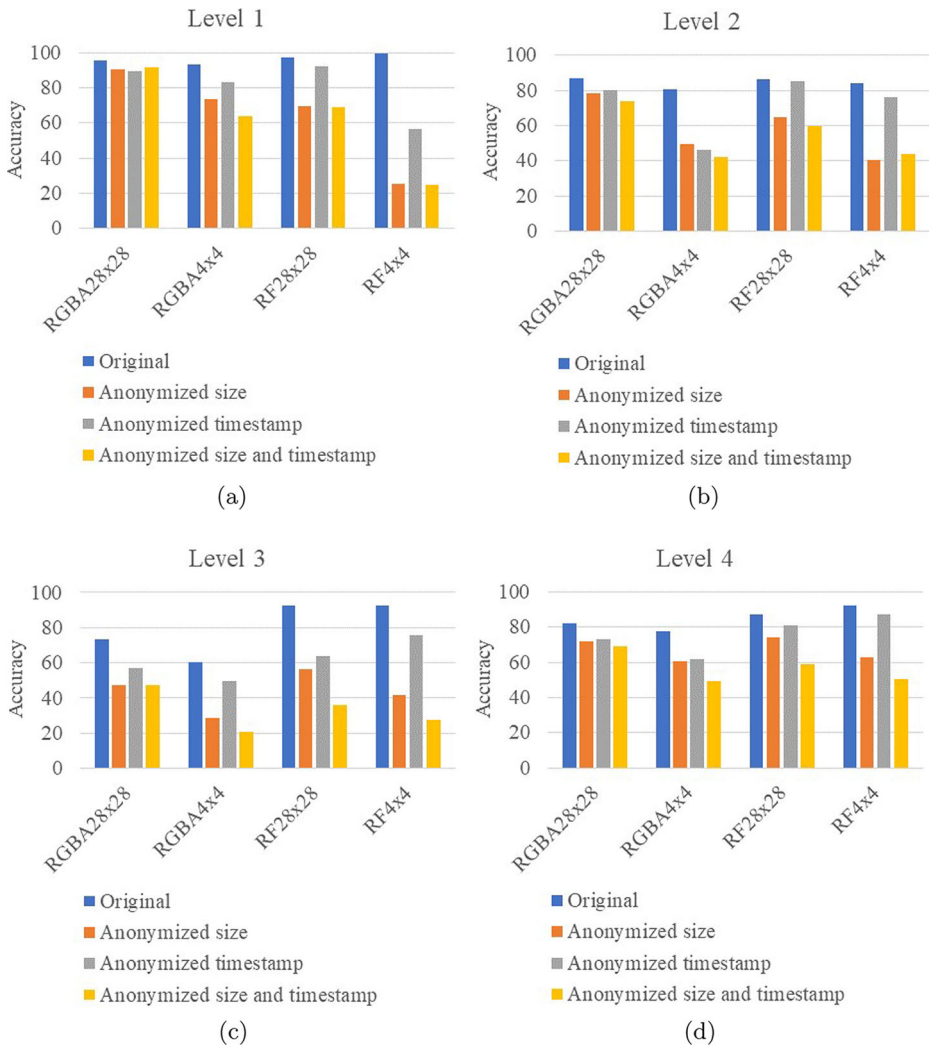 Level 1
Accuracy
100
80
60
40
20
0
RGBA28x28
RGBA4x4
RF28x28
RF4x4
Original
Anonymized size
Anonymized timestamp
Anonymized size and timestamp
(a)
Level 2
Accuracy
100
80
60
40
20
0
RGBA28x28
RGBA4x4
RF28x28
RF4x4
Original
Anonymized size
Anonymized timestamp
Anonymized size and timestamp
(b)
Level 3
Accuracy
100
80
60
40
20
0
RGBA28x28
RGBA4x4
RF28x28
RF4x4
Original
Anonymized size
Anonymized timestamp
Anonymized size and timestamp
(c)
Level 4
Accuracy
100
80
60
40
20
0
RGBA28x28
RGBA4x4
RF28x28
RF4x4
Original
Anonymized size
Anonymized timestamp
Anonymized size and timestamp
(d)